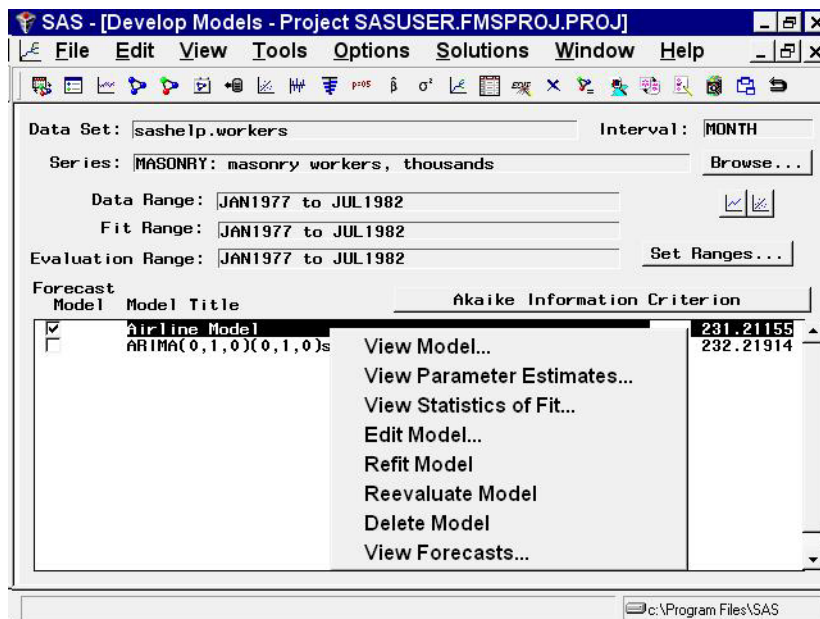 SAS - [Develop Models - Project SASUSER.FMSPROJ.PROJ]
File Edit View Tools Options Solutions Window Help
p=05 β̂ σ²
Data Set: sashelp.workers Interval: MONTH
Series: MASONRY: masonry workers, thousands Browse...
Data Range: JAN1977 to JUL1982
Fit Range: JAN1977 to JUL1982
Evaluation Range: JAN1977 to JUL1982 Set Ranges...
Forecast
Model Model Title Akaike Information Criterion
Airline Model 231.21155
ARIMA(0,1,0)(0,1,0)s 232.21914
View Model...
View Parameter Estimates...
View Statistics of Fit...
Edit Model...
Refit Model
Reevaluate Model
Delete Model
View Forecasts...
c:\Program Files\SAS